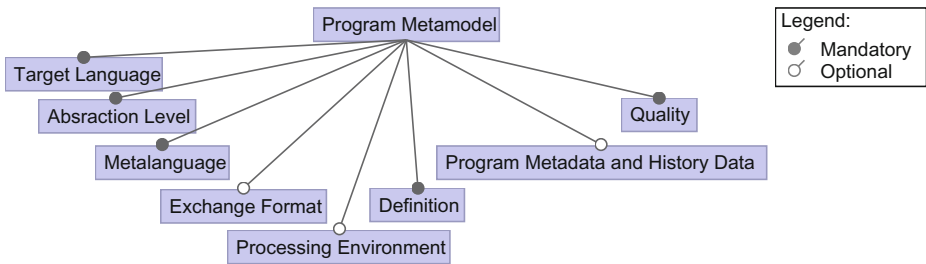 Program Metamodel
Legend:
Mandatory
Optional
Target Language
Absraction Level
Quality
Metalanguage
Program Metadata and History Data
Exchange Format
Definition
Processing Environment